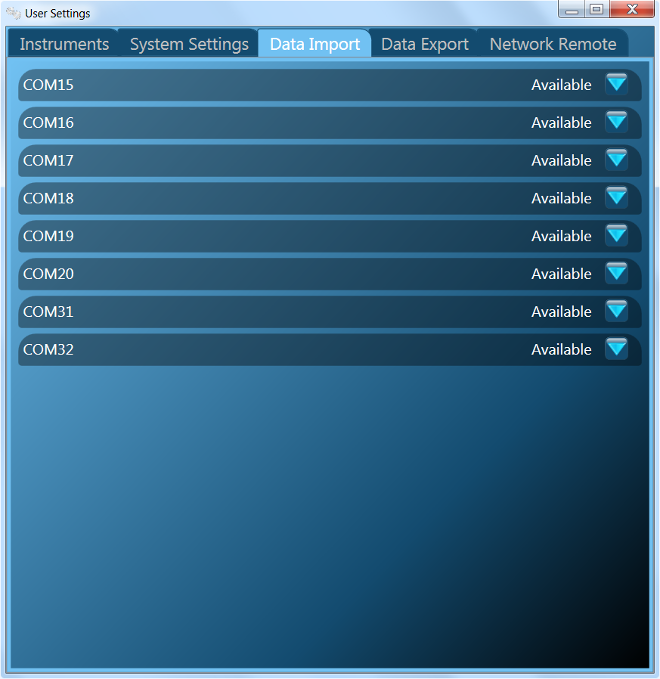 User Settings
Instruments System Settings Data Import Data Export Network Remote
COM15 Available
COM16 Available
COM17 Available
COM18 Available
COM19 Available
COM20 Available
COM31 Available
COM32 Available